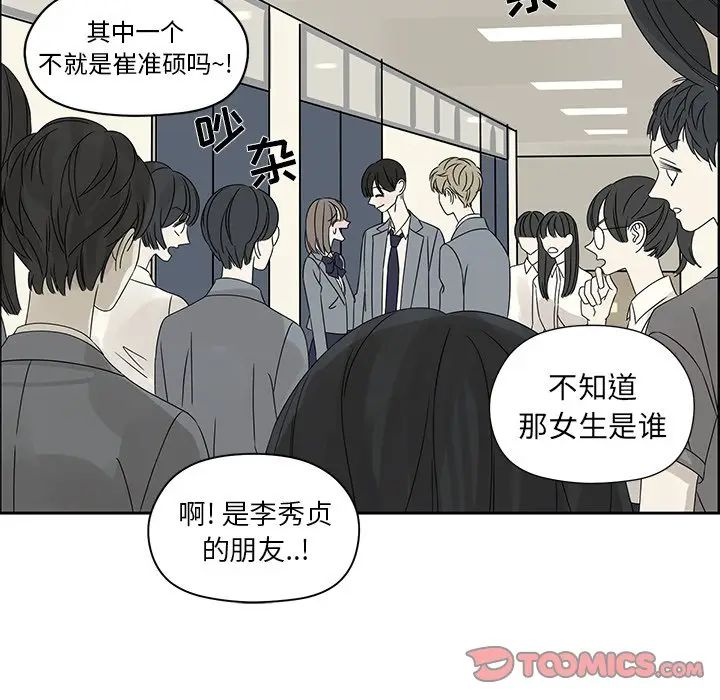 其中一个
不就是崔准硕吗~!
杂
吵
杂
不知道
那女生是谁
啊! 是李秀贞
的朋友..!
TOOMICS.COM